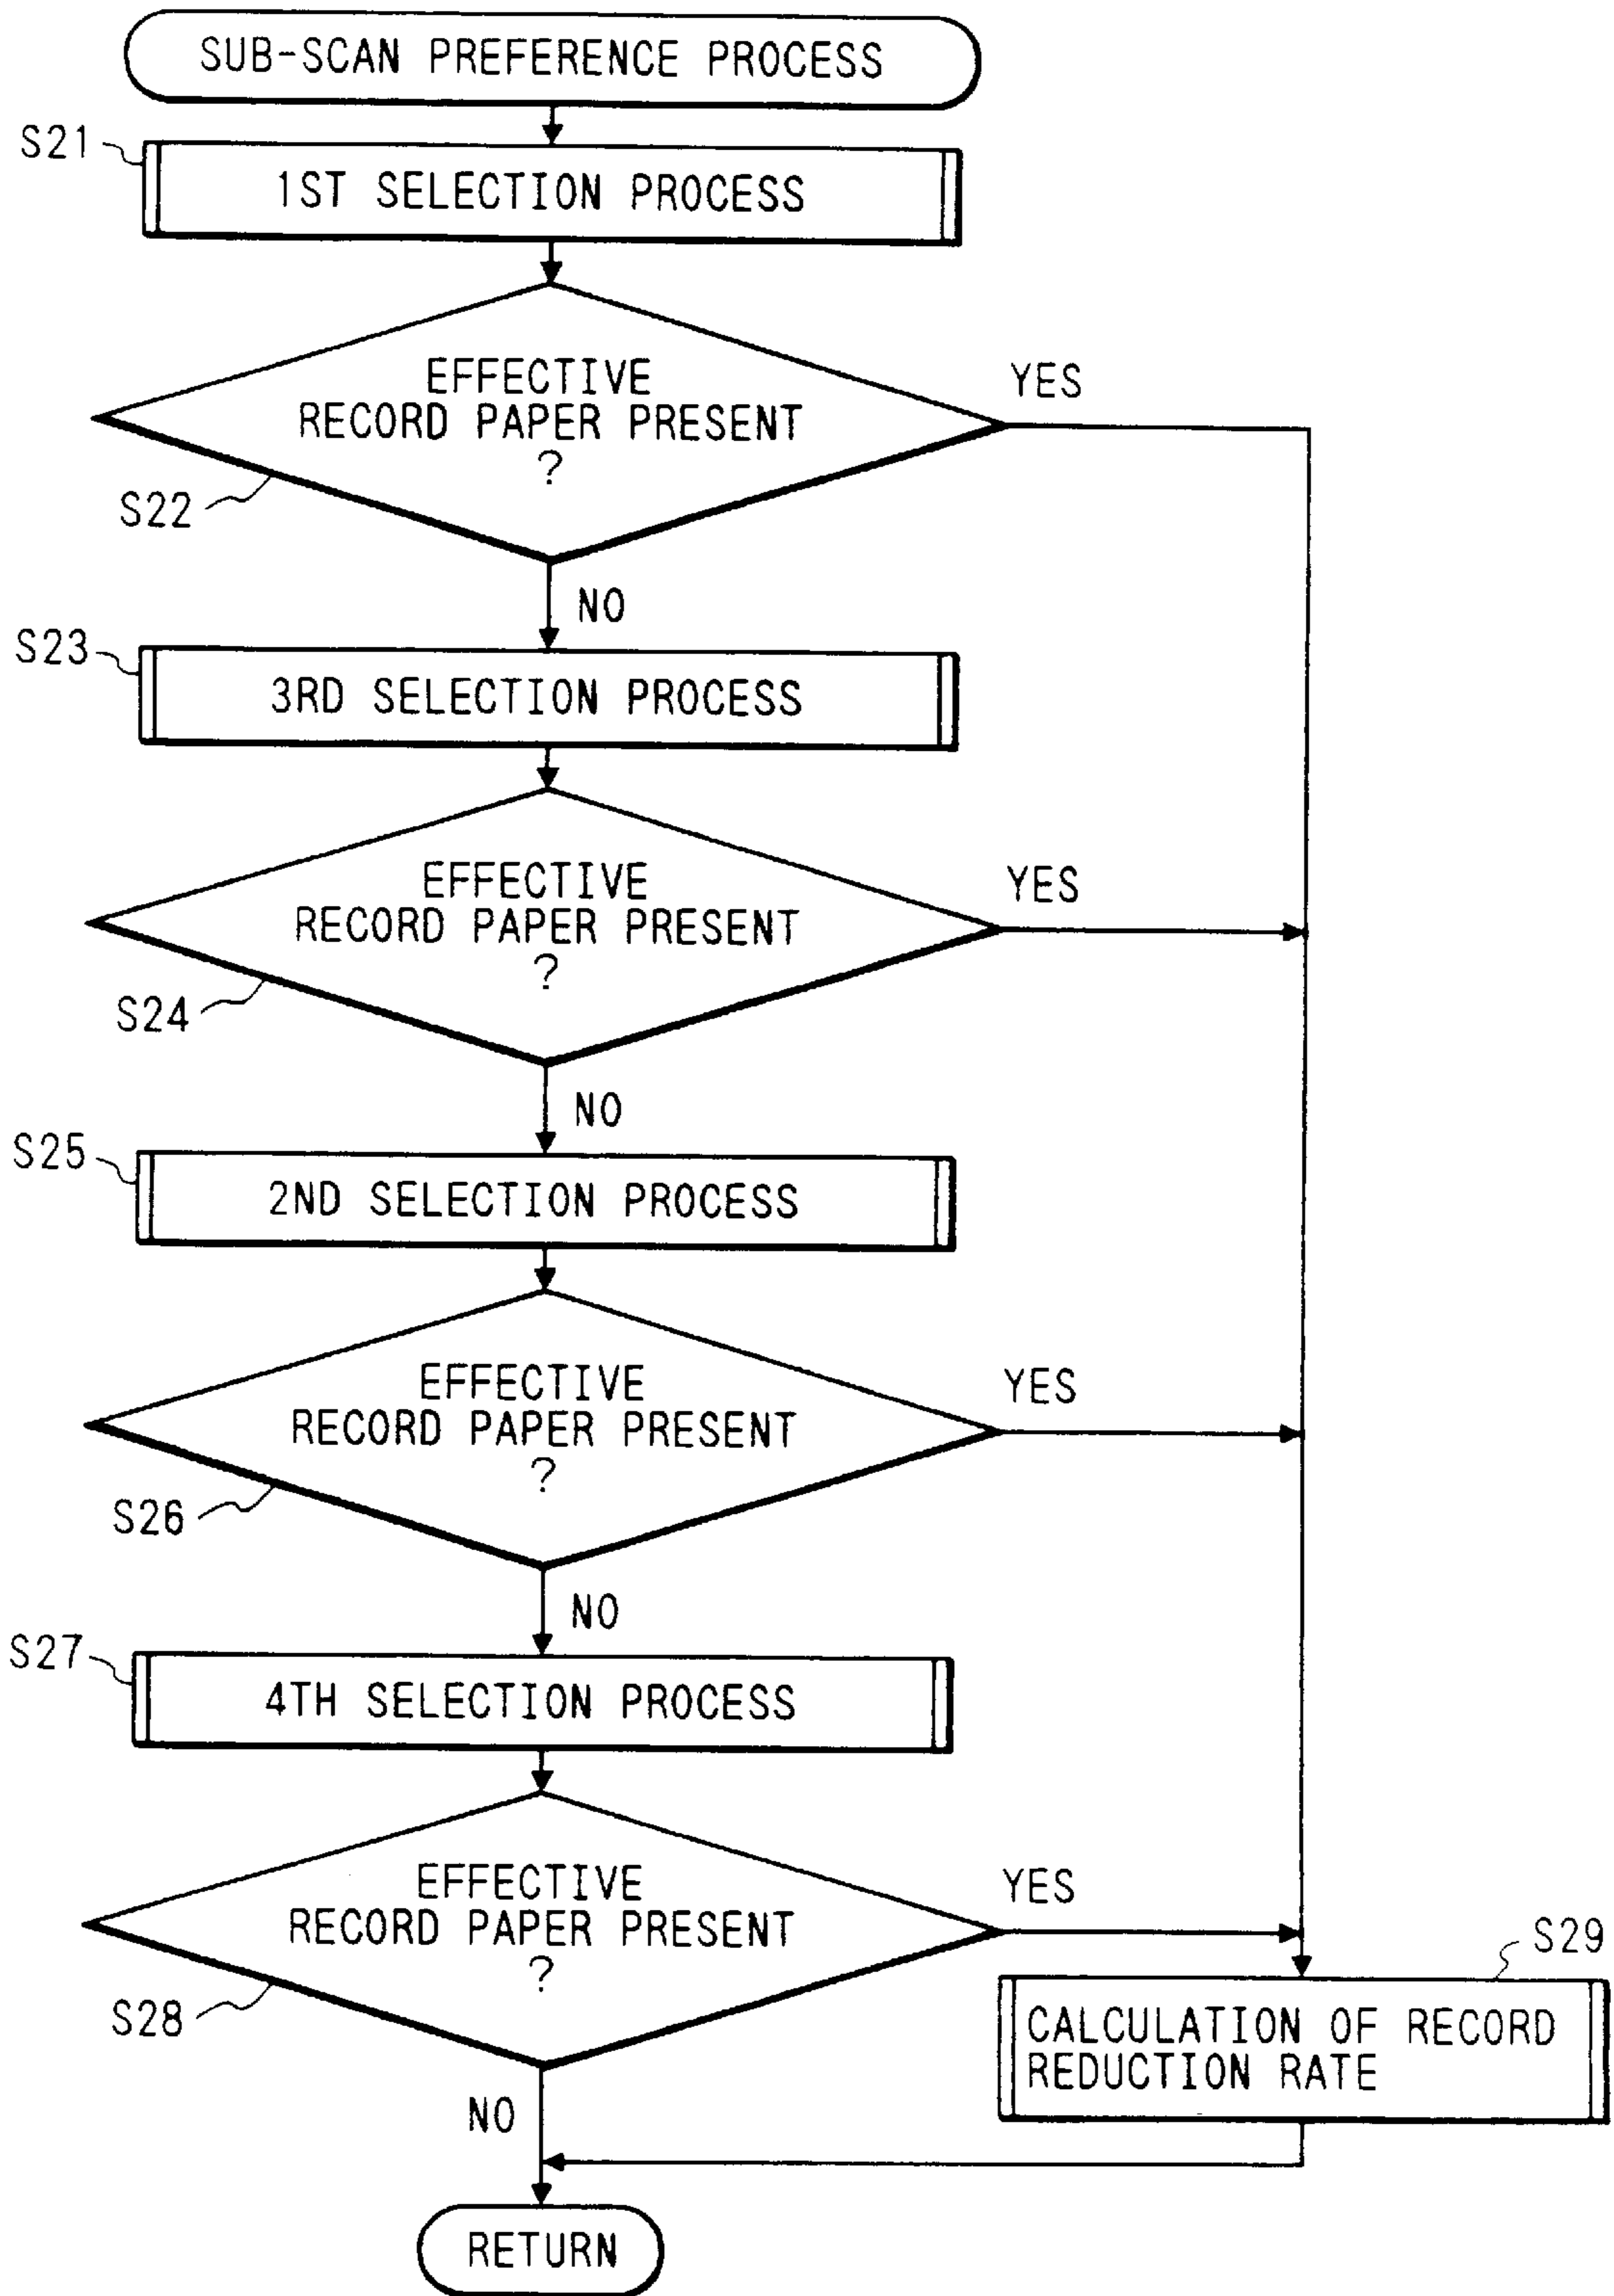 SUB-SCAN PREFERENCE PROCESS
S21
1ST SELECTION PROCESS
EFFECTIVE
RECORD PAPER PRESENT
?
YES
S22
NO
S23
3RD SELECTION PROCESS
EFFECTIVE
RECORD PAPER PRESENT
?
YES
S24
NO
S25
2ND SELECTION PROCESS
EFFECTIVE
RECORD PAPER PRESENT
?
YES
S26
NO
S27
4TH SELECTION PROCESS
EFFECTIVE
RECORD PAPER PRESENT
?
YES
S28
S29
CALCULATION OF RECORD
REDUCTION RATE
NO
RETURN